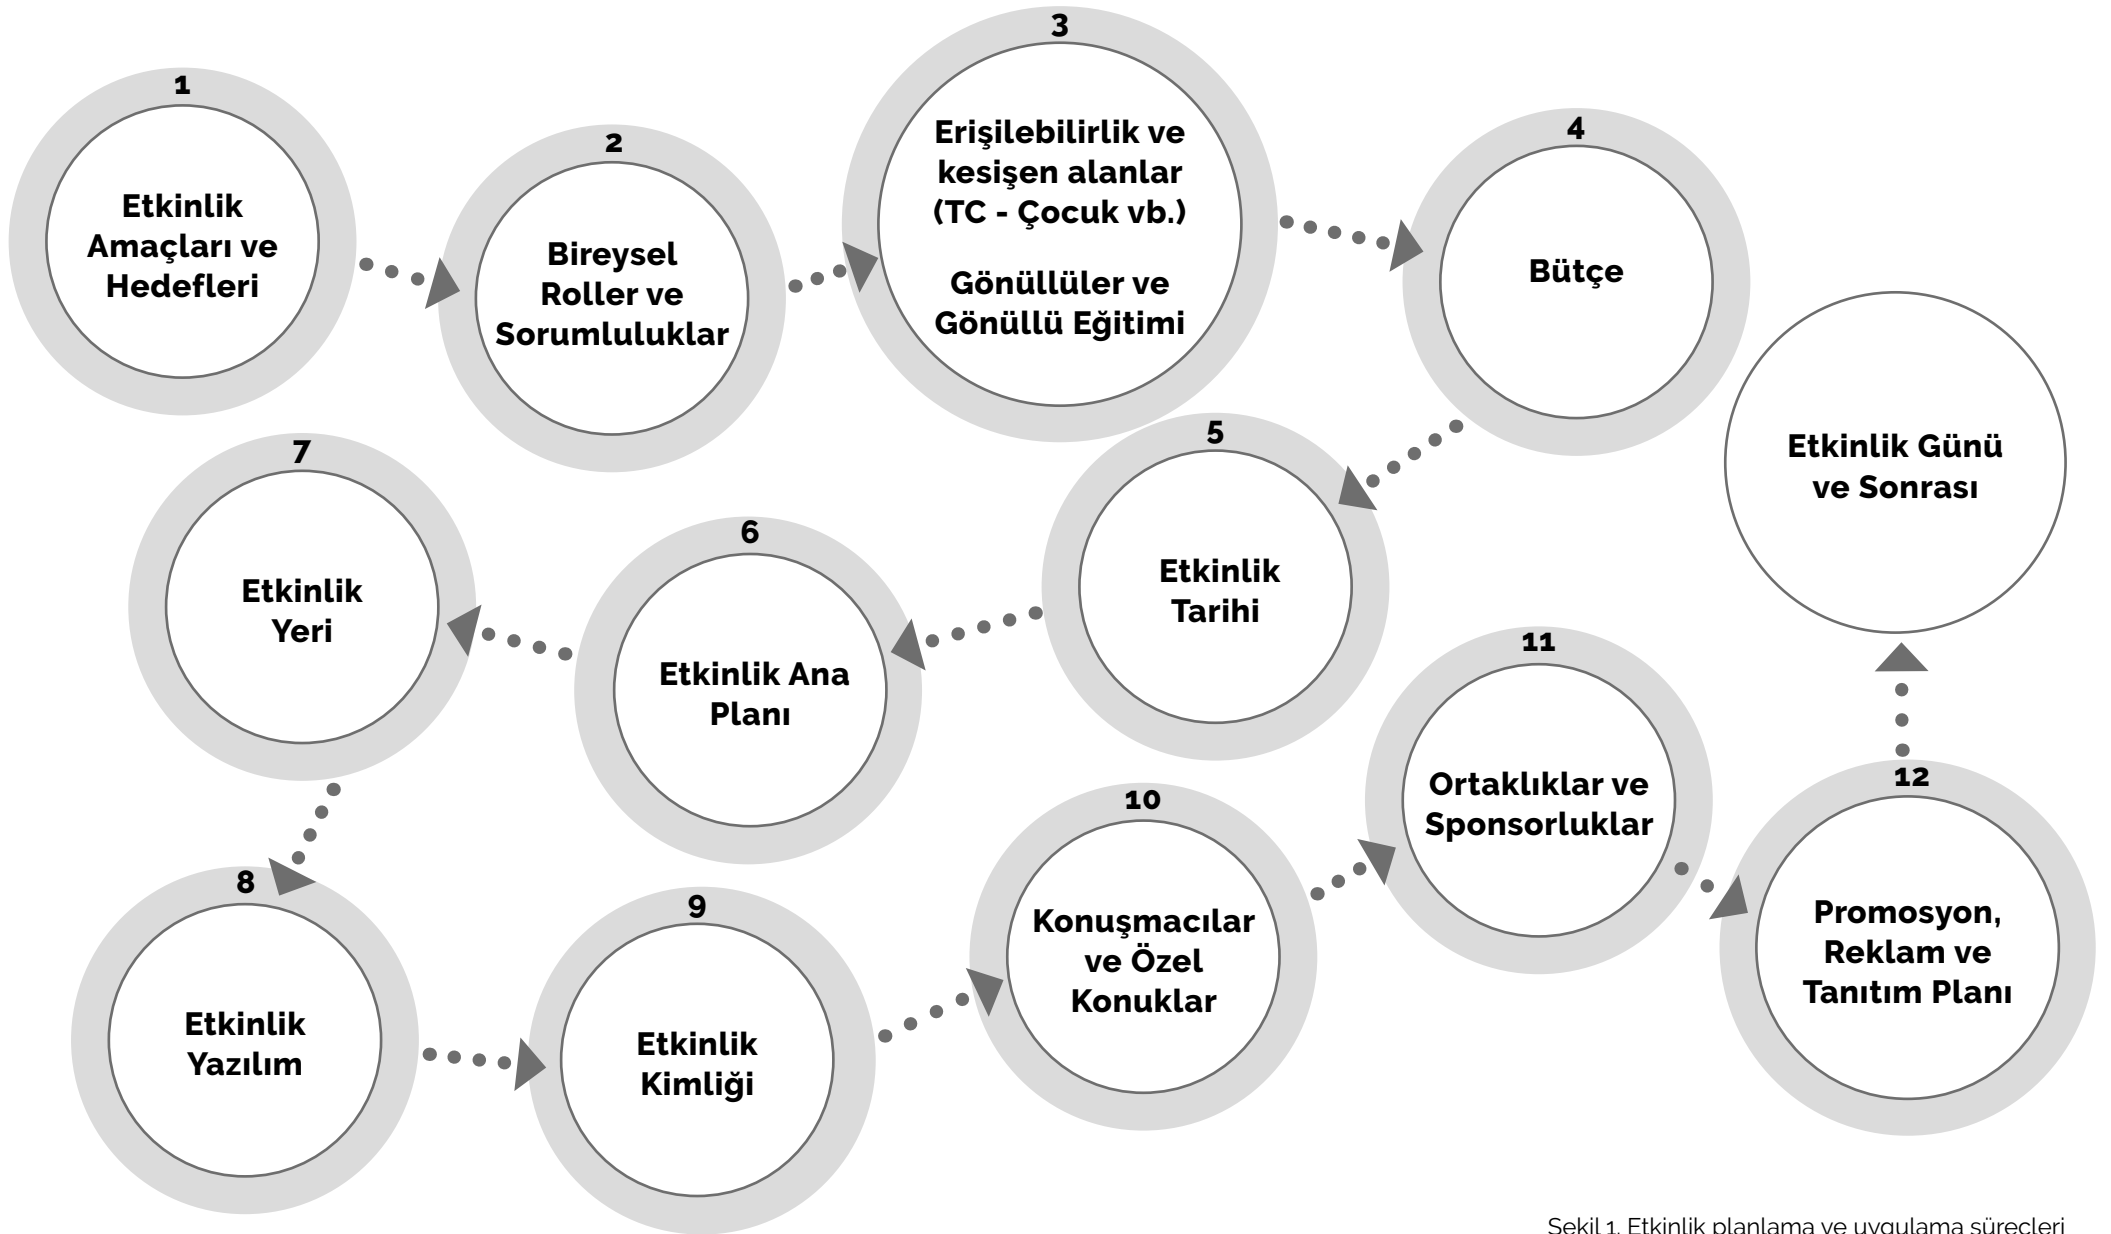 1
Etkinlik
Amaçları ve
Hedefleri
2
Bireysel
Roller ve
Sorumluluklar
3
Erişilebilirlik ve
kesişen alanlar
(TC - Çocuk vb.)
Gönüllüler ve
Gönüllü Eğitimi
4
Bütçe
5
Etkinlik
Tarihi
6
Etkinlik Ana
Planı
7
Etkinlik
Yeri
8
Etkinlik
Yazılım
9
Etkinlik
Kimliği
10
Konuşmacılar
ve Özel
Konuklar
11
Ortaklıklar ve
Sponsorluklar
12
Promosyon,
Reklam ve
Tanıtım Planı
Etkinlik Günü
ve Sonrası
Şekil 1. Etkinlik planlama ve uygulama süreçleri